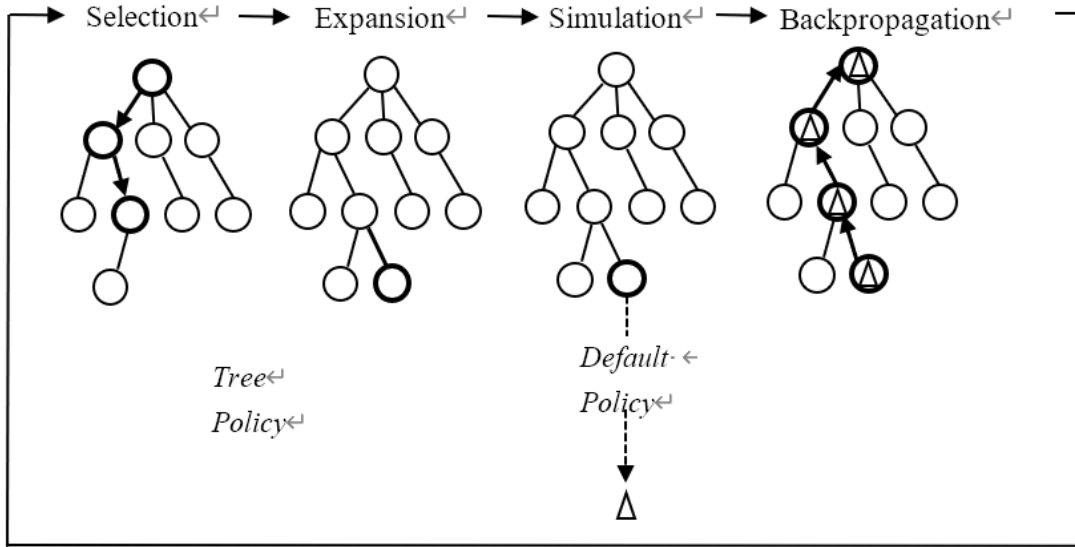 Selection Expansion Simulation Backpropagation
Tree
Policy
Default
Policy